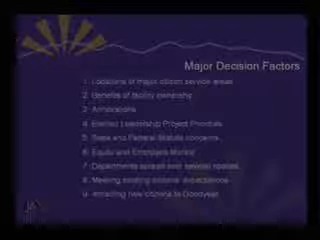 Major Decision Factors
1. Locations of major citizen service areas
2. Benefits of facility ownership
3. Annexations
4. Elected Leadership Project Priorities
5. State and Federal Statute concerns
6. Equity and Employee Morale
7. Departments spread over several spaces
8. Meeting existing citizens' expectations
9. Attracting new citizens to Goodyear